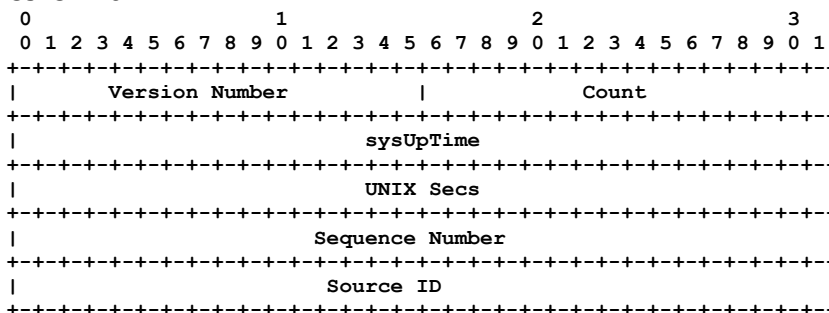 0                   1                   2                   3
0 1 2 3 4 5 6 7 8 9 0 1 2 3 4 5 6 7 8 9 0 1 2 3 4 5 6 7 8 9 0 1
+-+-+-+-+-+-+-+-+-+-+-+-+-+-+-+-+-+-+-+-+-+-+-+-+-+-+-+-+-+-+-+-
|       Version Number          |            Count
+-+-+-+-+-+-+-+-+-+-+-+-+-+-+-+-+-+-+-+-+-+-+-+-+-+-+-+-+-+-+-+-
|                           sysUpTime
+-+-+-+-+-+-+-+-+-+-+-+-+-+-+-+-+-+-+-+-+-+-+-+-+-+-+-+-+-+-+-+-
|                           UNIX Secs
+-+-+-+-+-+-+-+-+-+-+-+-+-+-+-+-+-+-+-+-+-+-+-+-+-+-+-+-+-+-+-+-
|                       Sequence Number
+-+-+-+-+-+-+-+-+-+-+-+-+-+-+-+-+-+-+-+-+-+-+-+-+-+-+-+-+-+-+-+-
|                        Source ID
+-+-+-+-+-+-+-+-+-+-+-+-+-+-+-+-+-+-+-+-+-+-+-+-+-+-+-+-+-+-+-+-